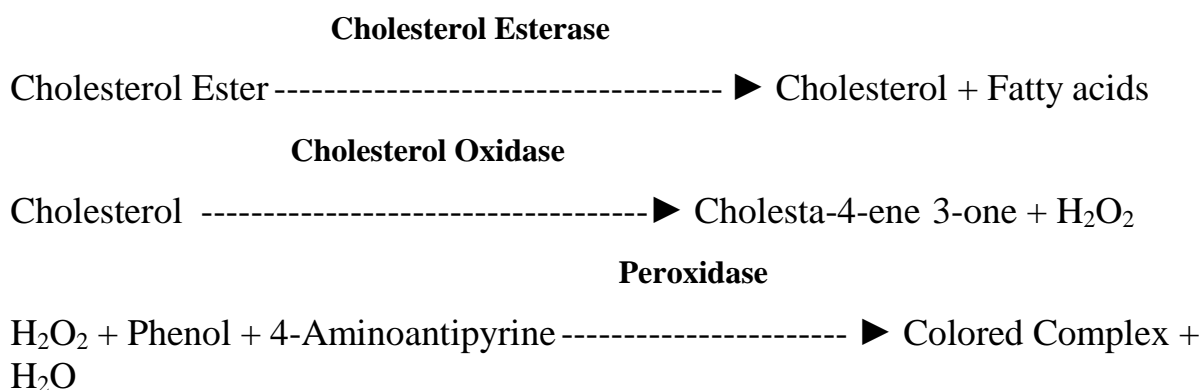 Cholesterol Esterase
Cholesterol Ester ------------------------------------ ► Cholesterol + Fatty acids
Cholesterol Oxidase
Cholesterol ------------------------------------► Cholesta-4-ene 3-one + H₂O₂
Peroxidase
H₂O₂ + Phenol + 4-Aminoantipyrine ----------------------- ► Colored Complex +
H₂O